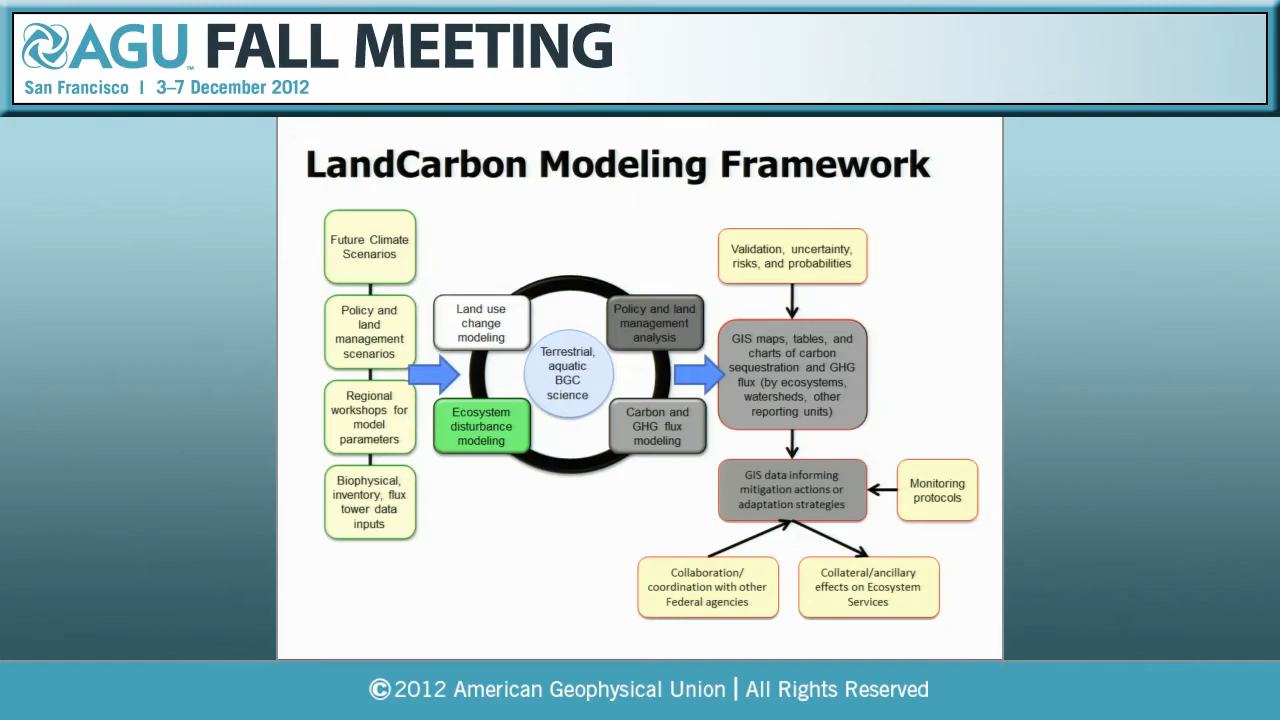 AGU™ FALL MEETING
San Francisco | 3–7 December 2012
LandCarbon Modeling Framework
Future Climate
Scenarios
Policy and
land
management
scenarios
Regional
workshops for
model
parameters
Biophysical,
inventory, flux
tower data
inputs
Land use
change
modeling
Policy and land
management
analysis
Terrestrial,
aquatic
BGC
science
Ecosystem
disturbance
modeling
Carbon and
GHG flux
modeling
Validation, uncertainty,
risks, and probabilities
GIS maps, tables, and
charts of carbon
sequestration and GHG
flux (by ecosystems,
watersheds, other
reporting units)
GIS data informing
mitigation actions or
adaptation strategies
Monitoring
protocols
Collaboration/
coordination with other
Federal agencies
Collateral/ancillary
effects on Ecosystem
Services
©2012 American Geophysical Union | All Rights Reserved